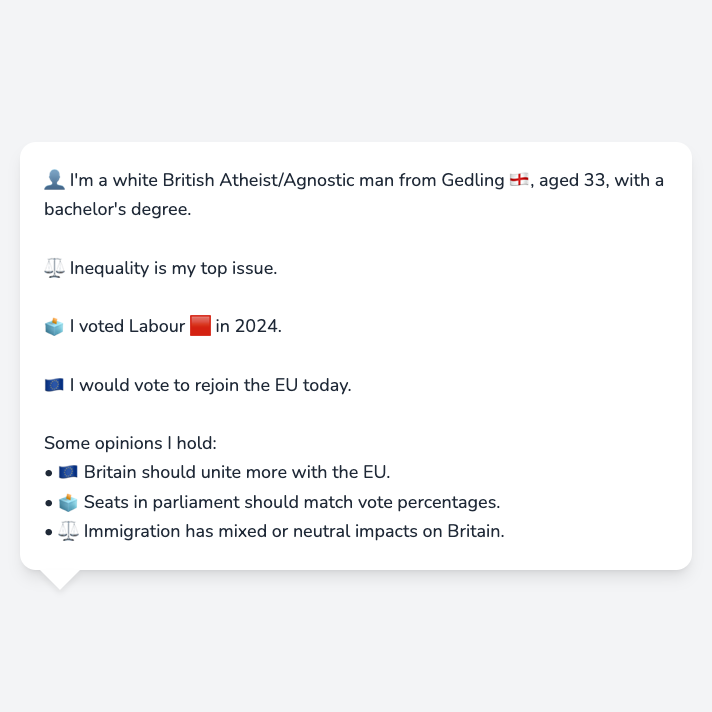 👤 I'm a white British Atheist/Agnostic man from Gedling 🏴󠁧󠁢󠁥󠁮󠁧󠁿, aged 33, with a
bachelor's degree.
⚖️ Inequality is my top issue.
🗳️ I voted Labour 🟥 in 2024.
🇪🇺 I would vote to rejoin the EU today.
Some opinions I hold:
• 🇪🇺 Britain should unite more with the EU.
• 🗳️ Seats in parliament should match vote percentages.
• ⚖️ Immigration has mixed or neutral impacts on Britain.